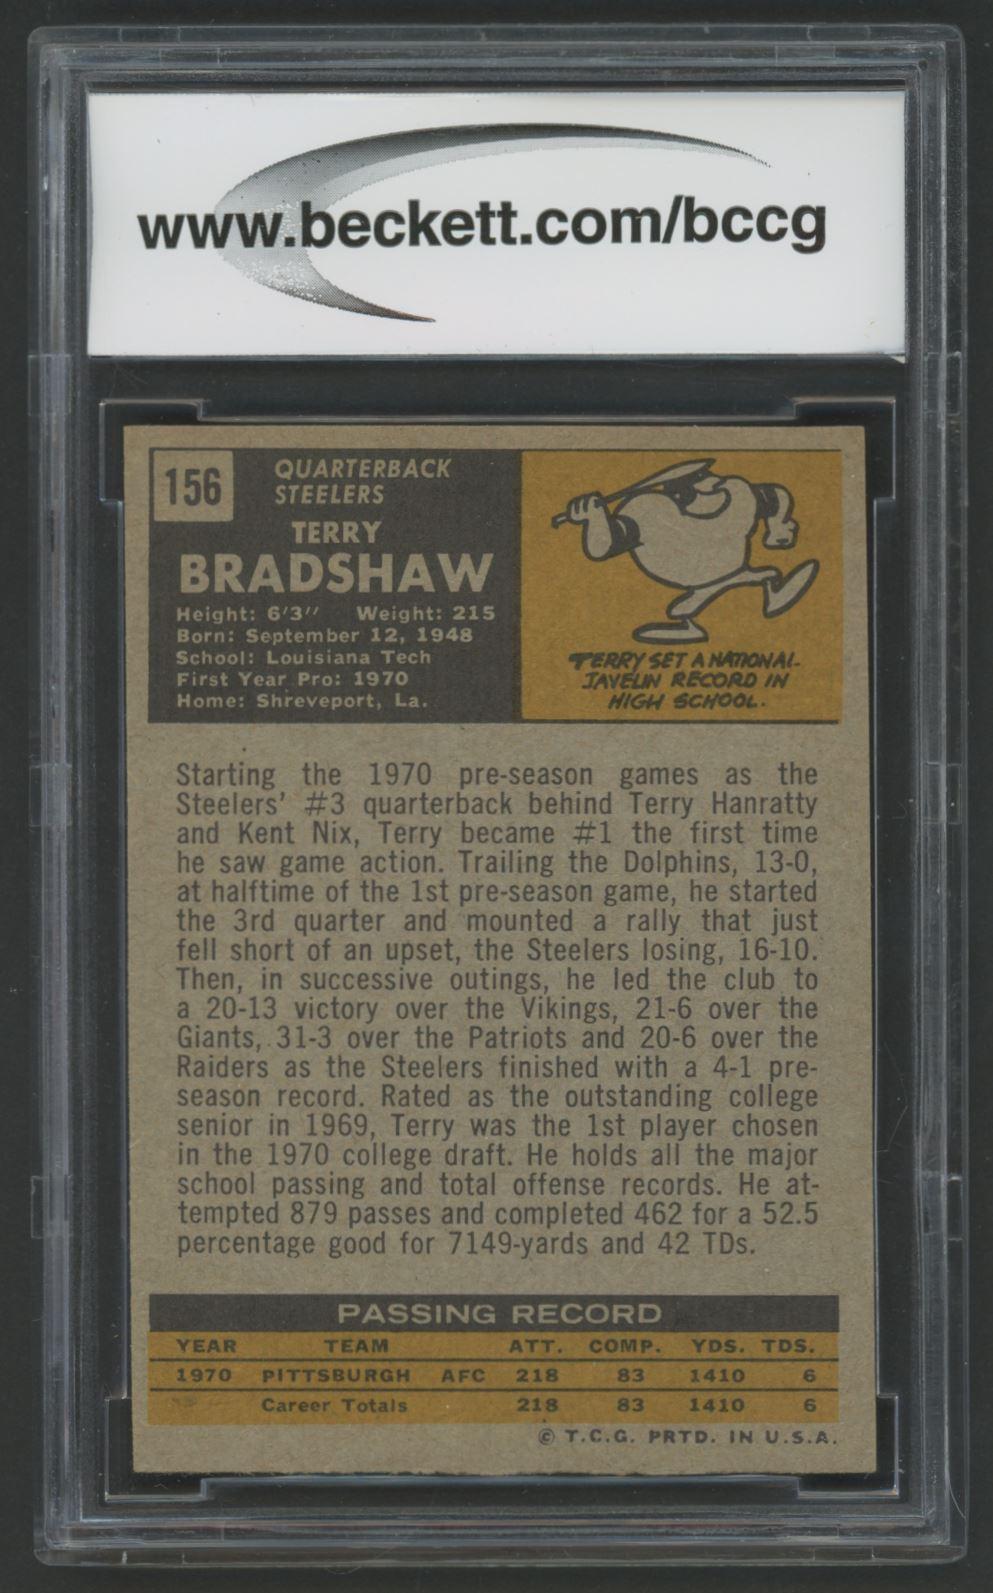 www.beckett.com/bccg
156
QUARTERBACK
STEELERS
TERRY
BRADSHAW
Height: 6'3'' Weight: 215
Born: September 12, 1948
School: Louisiana Tech
First Year Pro: 1970
Home: Shreveport, La.
TERRY SET A NATIONAL
JAVELIN RECORD IN
HIGH SCHOOL.
Starting the 1970 pre-season games as the
Steelers' #3 quarterback behind Terry Hanratty
and Kent Nix, Terry became #1 the first time
he saw game action. Trailing the Dolphins, 13-0,
at halftime of the 1st pre-season game, he started
the 3rd quarter and mounted a rally that just
fell short of an upset, the Steelers losing, 16-10.
Then, in successive outings, he led the club to
a 20-13 victory over the Vikings, 21-6 over the
Giants, 31-3 over the Patriots and 20-6 over the
Raiders as the Steelers finished with a 4-1 pre-
season record. Rated as the outstanding college
senior in 1969, Terry was the 1st player chosen
in the 1970 college draft. He holds all the major
school passing and total offense records. He at-
tempted 879 passes and completed 462 for a 52.5
percentage good for 7149-yards and 42 TDs.
PASSING RECORD
YEAR TEAM ATT. COMP. YDS. TDS.
1970 PITTSBURGH AFC 218 83 1410 6
Career Totals 218 83 1410 6
© T.C.G. PRTD. IN U.S.A.